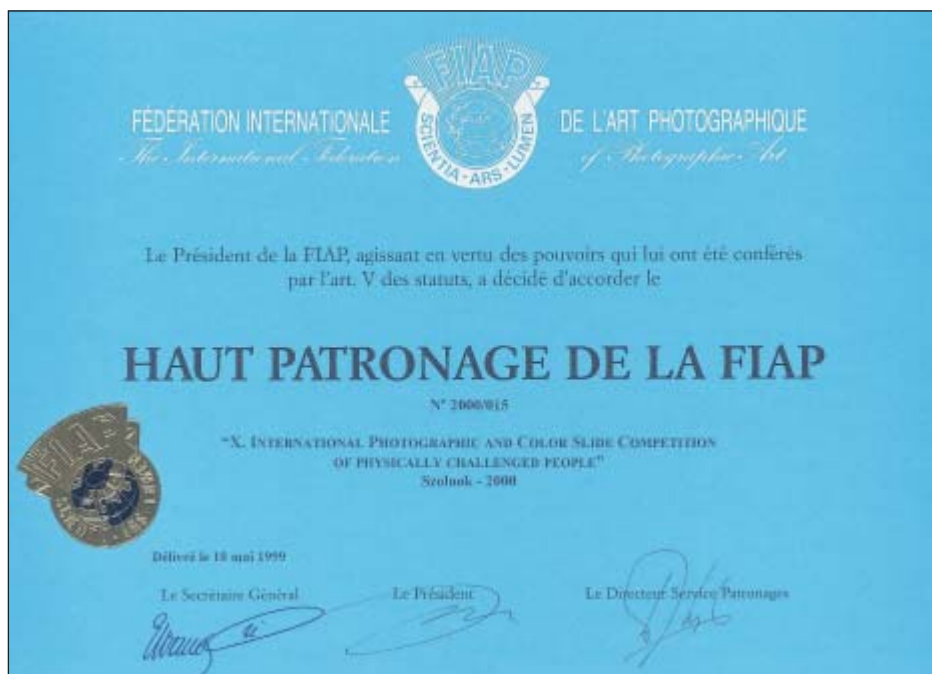 FIAP
SCIENTIA - ARS - LUMEN
FÉDÉRATION INTERNATIONALE DE L'ART PHOTOGRAPHIQUE
The International Federation of Photographic Art
Le Président de la FIAP, agissant en vertu des pouvoirs qui lui ont été conférés
par l'art. V des statuts, a décidé d'accorder le
HAUT PATRONAGE DE LA FIAP
N° 2000/015
"X. INTERNATIONAL PHOTOGRAPHIC AND COLOR SLIDE COMPETITION
OF PHYSICALLY CHALLENGED PEOPLE"
Szolnok - 2000
FIAP
Délivré le 18 mai 1999
Le Secrétaire Général Le Président Le Directeur Service Patronages